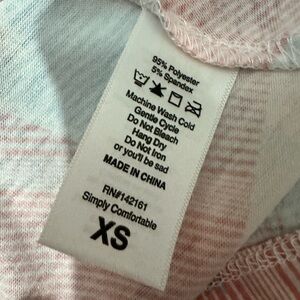 95% Polyester
5% Spandex
Machine Wash Cold
Gentle Cycle
Do Not Bleach
Hang Dry
Do Not Iron
or you'll be sad
MADE IN CHINA
RN#142161
Simply Comfortable
XS